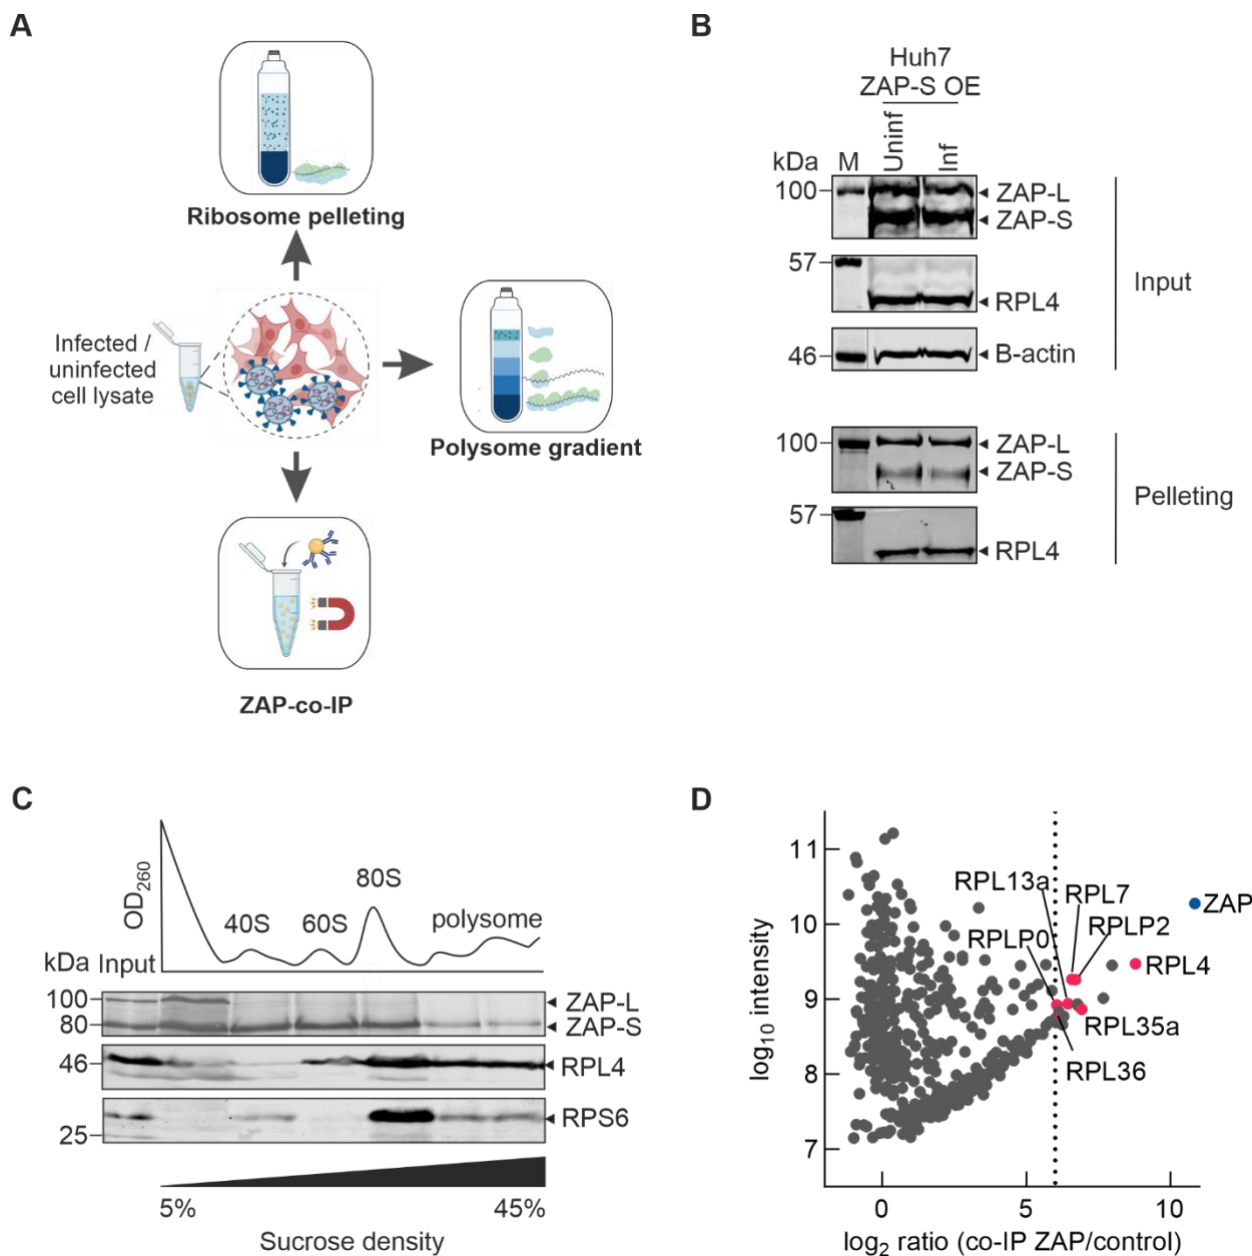 A
Ribosome pelleting
Infected /
uninfected
cell lysate
Polysome gradient
ZAP-co-IP
B
Huh7
ZAP-S OE
kDa M Uninf Inf
100 ZAP-L
ZAP-S
57
RPL4
Input
46 B-actin
100 ZAP-L
ZAP-S
Pelleting
57
RPL4
C
OD260
40S 60S 80S polysome
kDa Input
100 ZAP-L
80 ZAP-S
46 RPL4
RPS6
25
5% 45%
Sucrose density
D
log10 intensity
11
10
9
8
7
RPL13a
RPL7
RPLP2
RPLP0
ZAP
RPL4
RPL35a
RPL36
0 5 10
log2 ratio (co-IP ZAP/control)